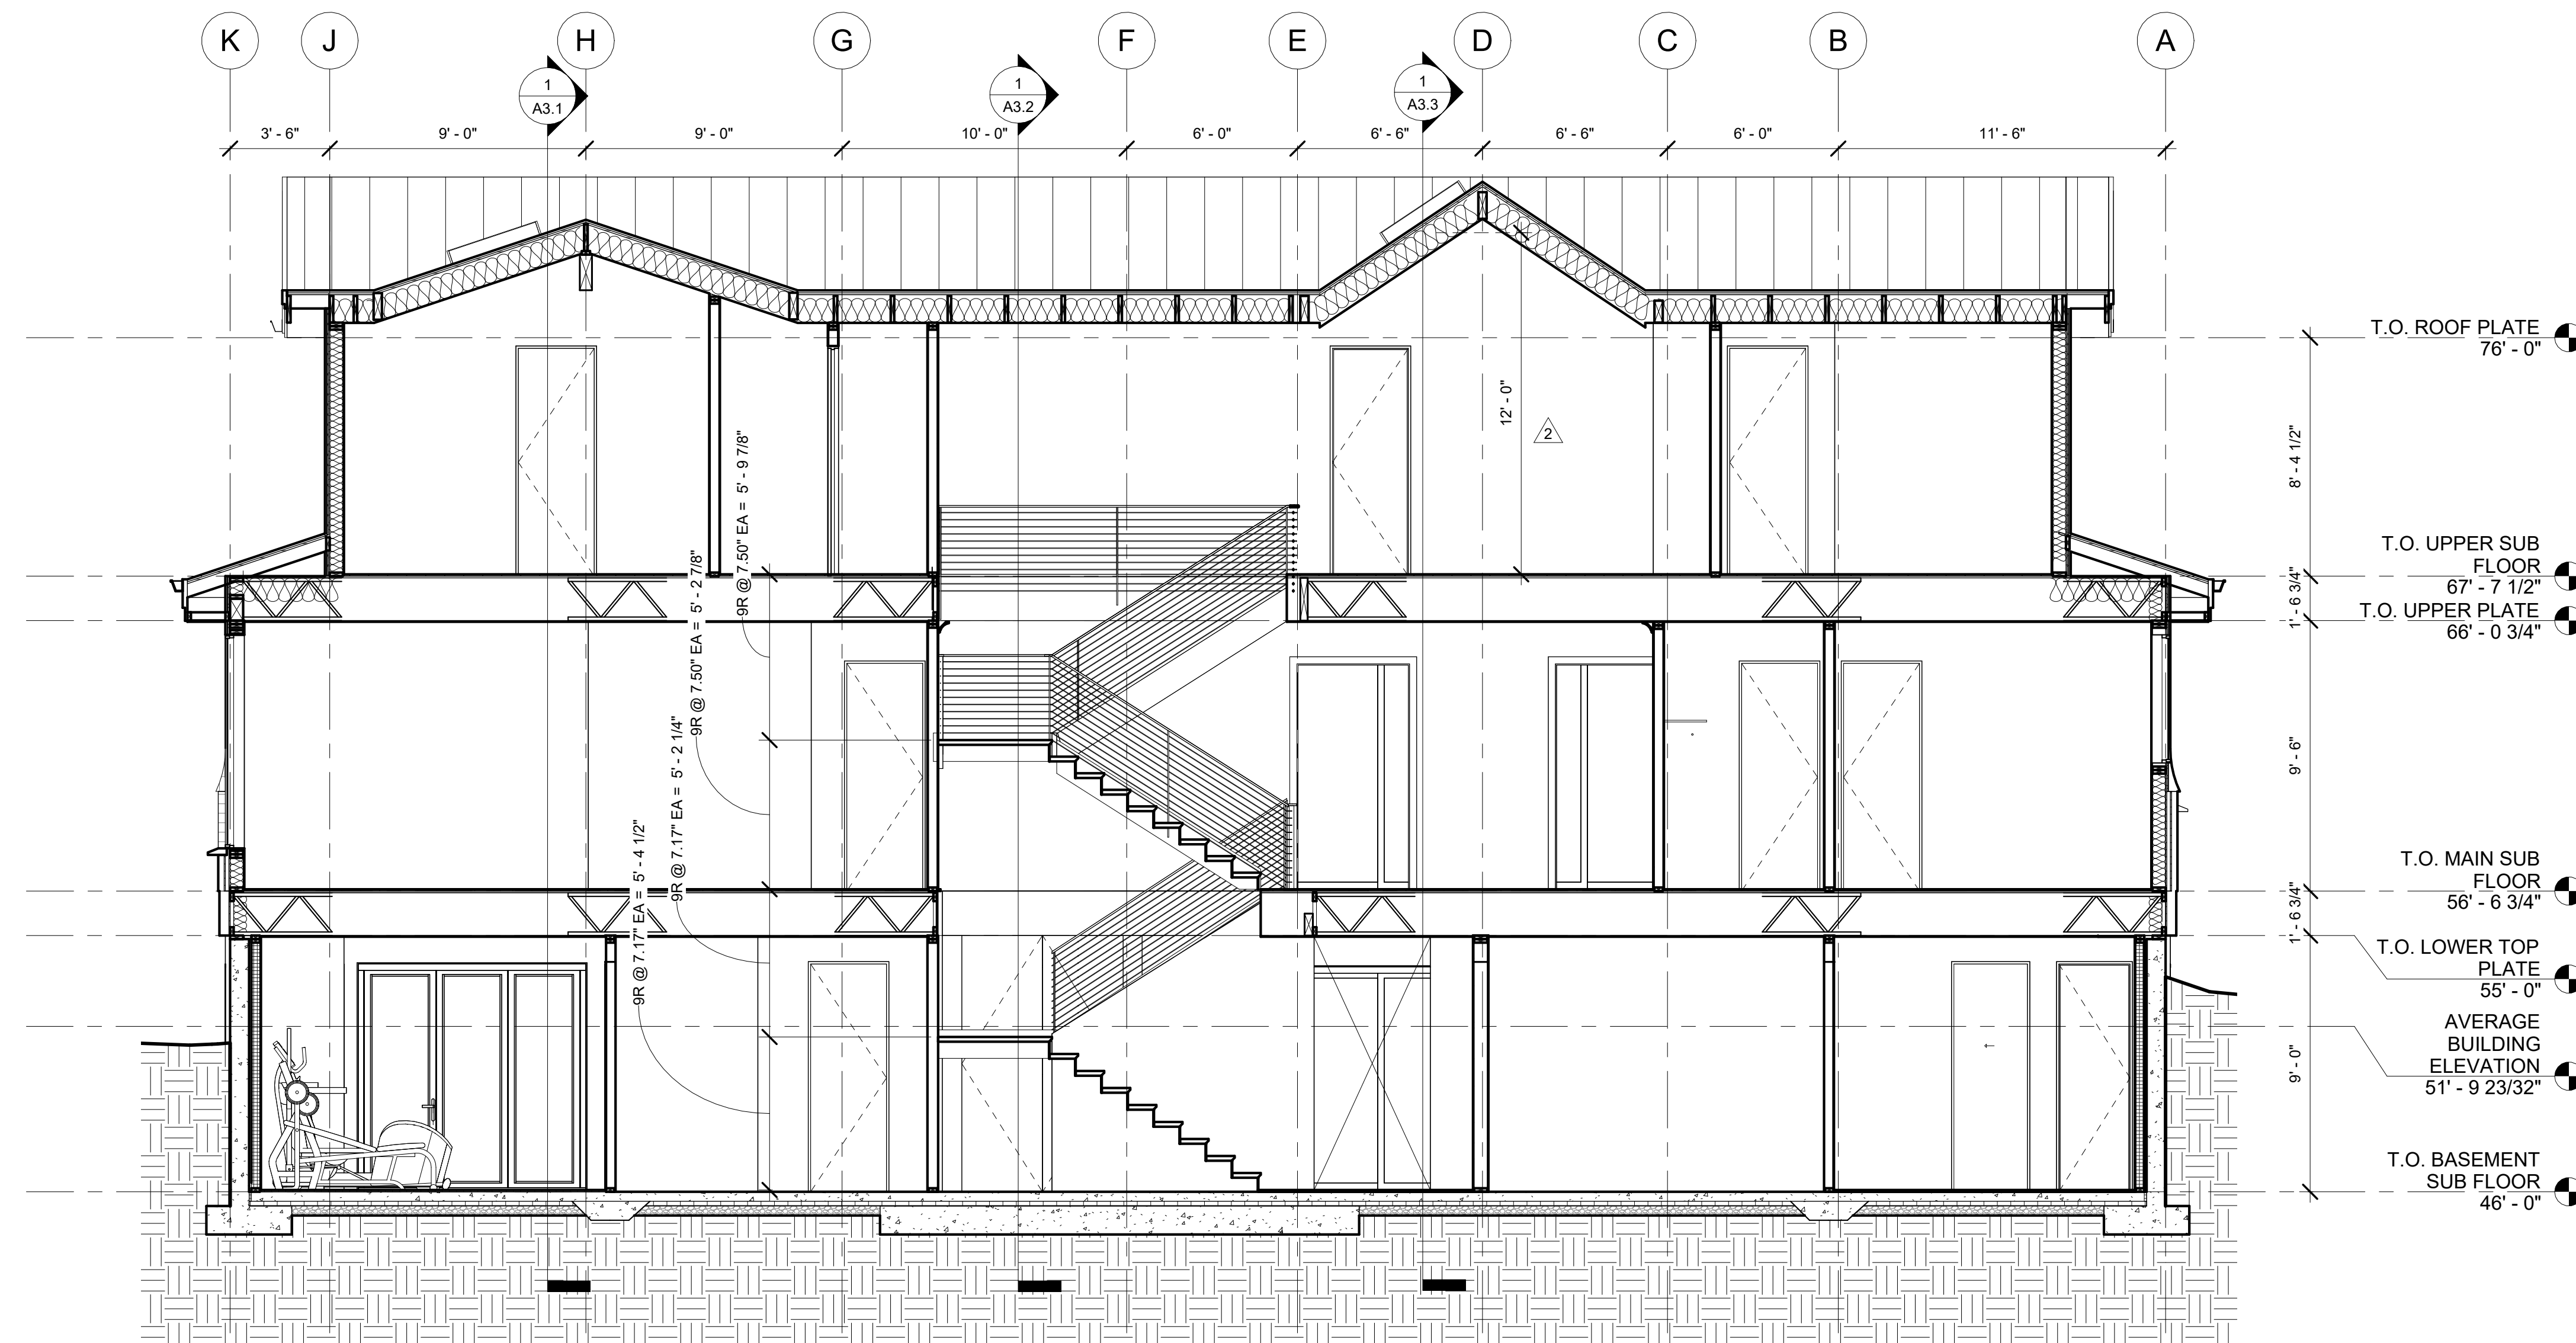 K J H G F E D C B A
1
A3.1
1
A3.2
1
A3.3
3' - 6" 9' - 0" 9' - 0" 10' - 0" 6' - 0" 6' - 6" 6' - 6" 6' - 0" 11' - 6"
T.O. ROOF PLATE
76' - 0"
12' - 0"
2
8' - 4 1/2"
9R @ 7.50" EA = 5' - 9 7/8"
9R @ 7.50" EA = 5' - 2 7/8"
9R @ 7.17" EA = 5' - 2 1/4"
9R @ 7.17" EA = 5' - 4 1/2"
T.O. UPPER SUB
FLOOR
67' - 7 1/2"
1' - 6 3/4"
T.O. UPPER PLATE
66' - 0 3/4"
9' - 6"
T.O. MAIN SUB
FLOOR
56' - 6 3/4"
1' - 6 3/4"
T.O. LOWER TOP
PLATE
55' - 0"
AVERAGE
BUILDING
ELEVATION
51' - 9 23/32"
9' - 0"
T.O. BASEMENT
SUB FLOOR
46' - 0"